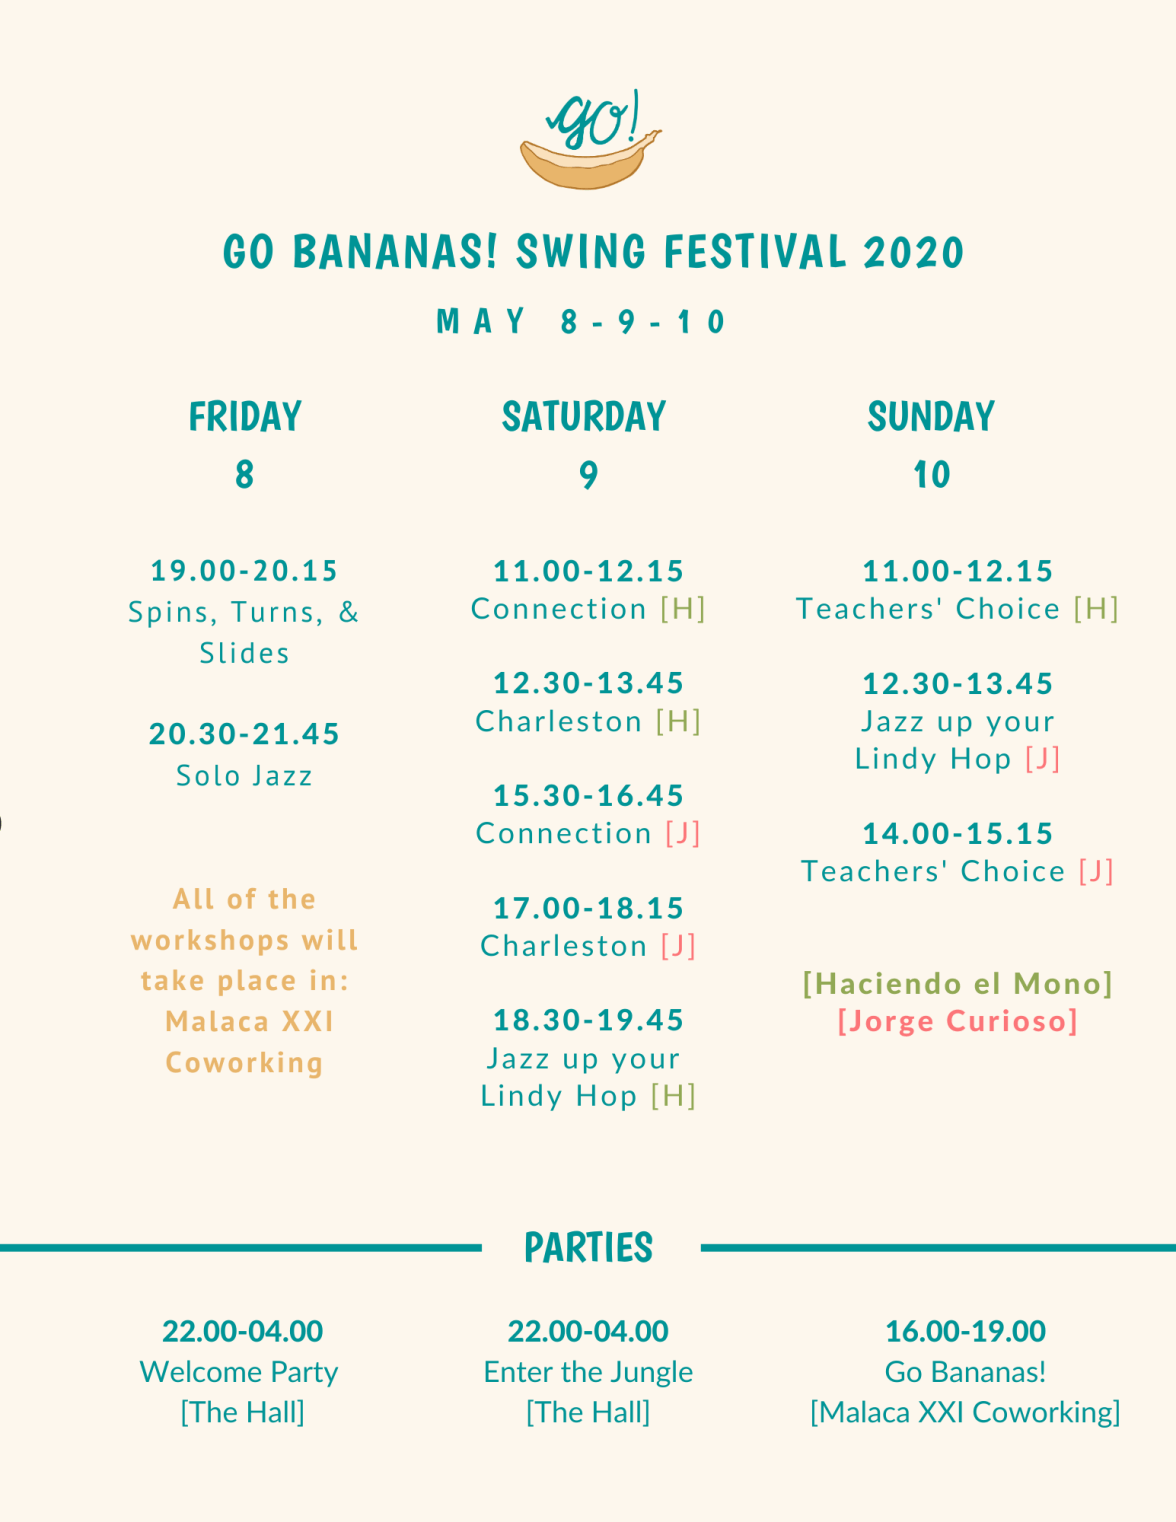 go!
GO BANANAS! SWING FESTIVAL 2020
MAY 8-9-10
FRIDAY
8
19.00-20.15
Spins, Turns, &
Slides
20.30-21.45
Solo Jazz
All of the
workshops will
take place in:
Malaca XXI
Coworking
SATURDAY
9
11.00-12.15
Connection [H]
12.30-13.45
Charleston [H]
15.30-16.45
Connection [J]
17.00-18.15
Charleston [J]
18.30-19.45
Jazz up your
Lindy Hop [H]
SUNDAY
10
11.00-12.15
Teachers' Choice [H]
12.30-13.45
Jazz up your
Lindy Hop [J]
14.00-15.15
Teachers' Choice [J]
[Haciendo el Mono]
[Jorge Curioso]
PARTIES
22.00-04.00
Welcome Party
[The Hall]
22.00-04.00
Enter the Jungle
[The Hall]
16.00-19.00
Go Bananas!
[Malaca XXI Coworking]